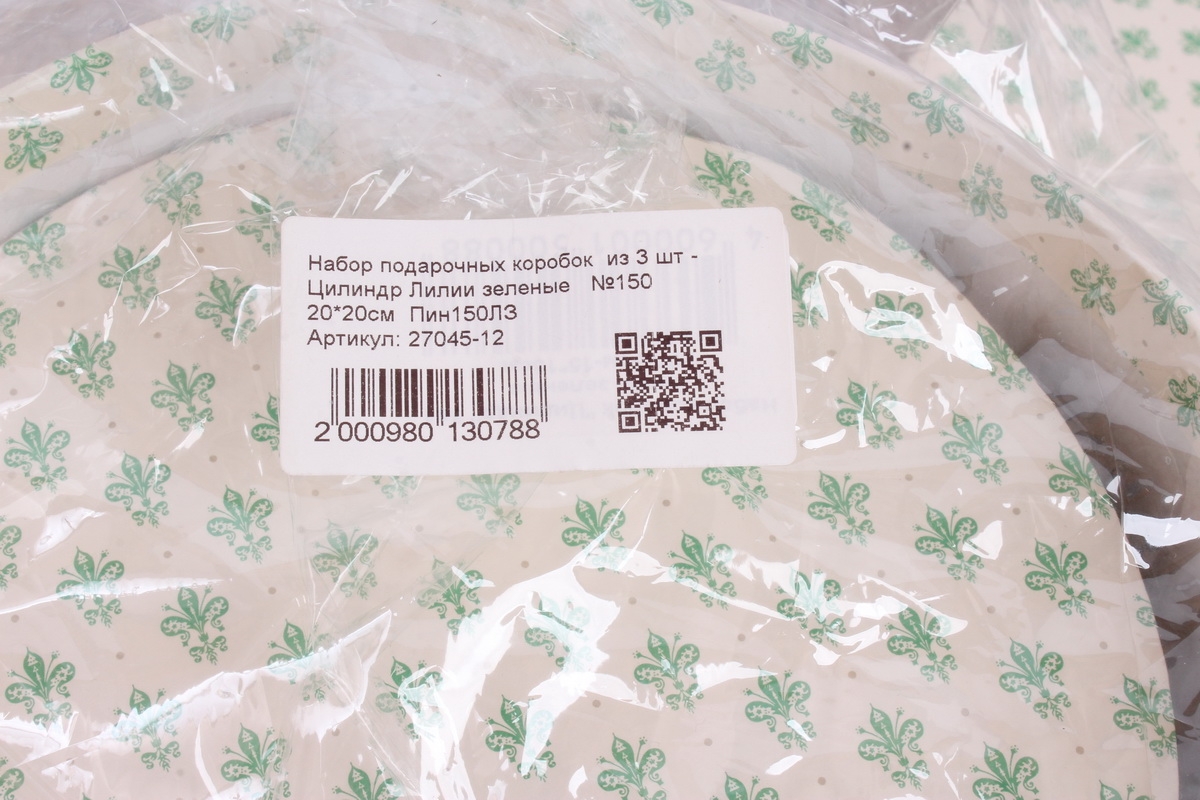 Набор подарочных коробок из 3 шт -
Цилиндр Лилии зеленые №150
20*20см Пин150ЛЗ
Артикул: 27045-12
2 000980 130788